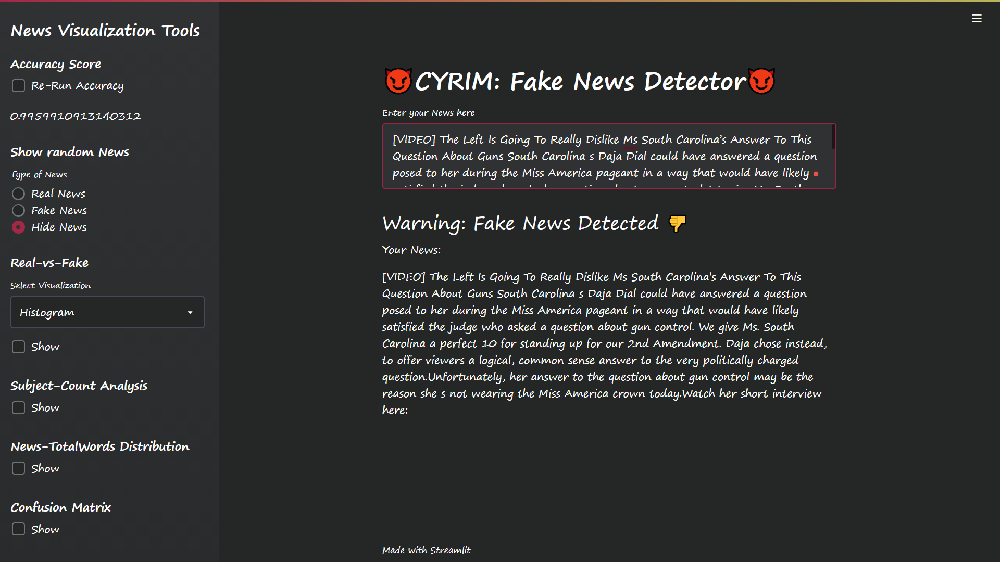 News Visualization Tools
Accuracy Score
Re-Run Accuracy
0.9959910913140312
Show random News
Type of News
Real News
Fake News
Hide News
Real-vs-Fake
Select Visualization
Histogram
Show
Subject-Count Analysis
Show
News-TotalWords Distribution
Show
Confusion Matrix
Show
CYRIM: Fake News Detector
Enter your News here
[VIDEO] The Left Is Going To Really Dislike Ms South Carolina's Answer To This
Question About Guns South Carolina s Daja Dial could have answered a question
posed to her during the Miss America pageant in a way that would have likely
Warning: Fake News Detected
Your News:
[VIDEO] The Left Is Going To Really Dislike Ms South Carolina's Answer To This
Question About Guns South Carolina s Daja Dial could have answered a question
posed to her during the Miss America pageant in a way that would have likely
satisfied the judge who asked a question about gun control. We give Ms. South
Carolina a perfect 10 for standing up for our 2nd Amendment. Daja chose instead,
to offer viewers a logical, common sense answer to the very politically charged
question.Unfortunately, her answer to the question about gun control may be the
reason she s not wearing the Miss America crown today.Watch her short interview
here:
Made with Streamlit